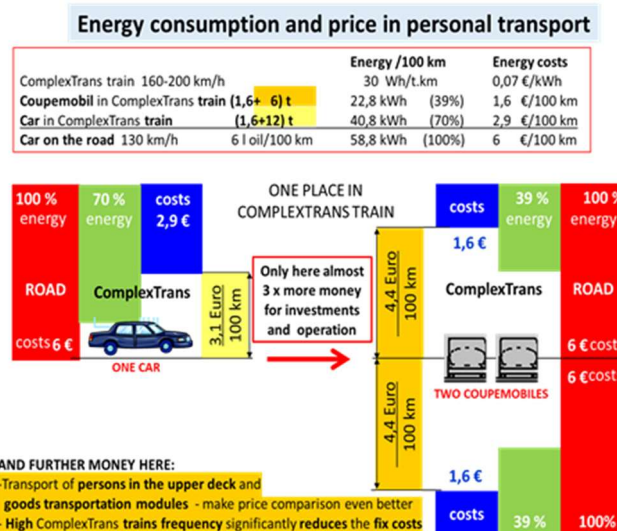 Energy consumption and price in personal transport
Energy /100 km Energy costs
ComplexTrans train 160-200 km/h 30 Wh/t.km 0,07 €/kWh
Coupemobil in ComplexTrans train (1,6+ 6) t 22,8 kWh (39%) 1,6 €/100 km
Car in ComplexTrans train (1,6+12) t 40,8 kWh (70%) 2,9 €/100 km
Car on the road 130 km/h 6 l oil/100 km 58,8 kWh (100%) 6 €/100 km
100 %
energy
70 %
energy
costs
2,9 €
ROAD
ComplexTrans
costs 6 €
ONE CAR
3,1 Euro
100 km
ONE PLACE IN
COMPLEXTRANS TRAIN
Only here almost
3 x more money
for investments
and operation
4,4 Euro
100 km
4,4 Euro
100 km
costs
1,6 €
39 %
energy
100 %
energy
ComplexTrans
ROAD
6 € costs
6 € costs
TWO COUPEMOBILES
1,6 €
costs
39 %
100%
AND FURTHER MONEY HERE:
-Transport of persons in the upper deck and
goods transportation modules - make price comparison even better
- High ComplexTrans trains frequency significantly reduces the fix costs